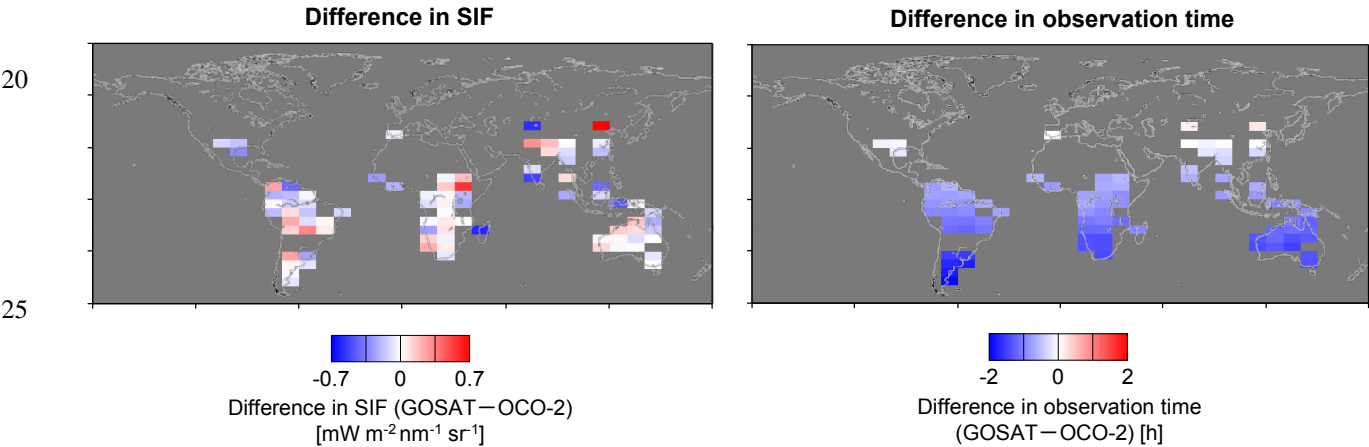 Difference in SIF
Difference in observation time
20
25
-0.7 0 0.7
Difference in SIF (GOSAT－OCO-2)
[mW m-2 nm-1 sr-1]
-2 0 2
Difference in observation time
(GOSAT－OCO-2) [h]